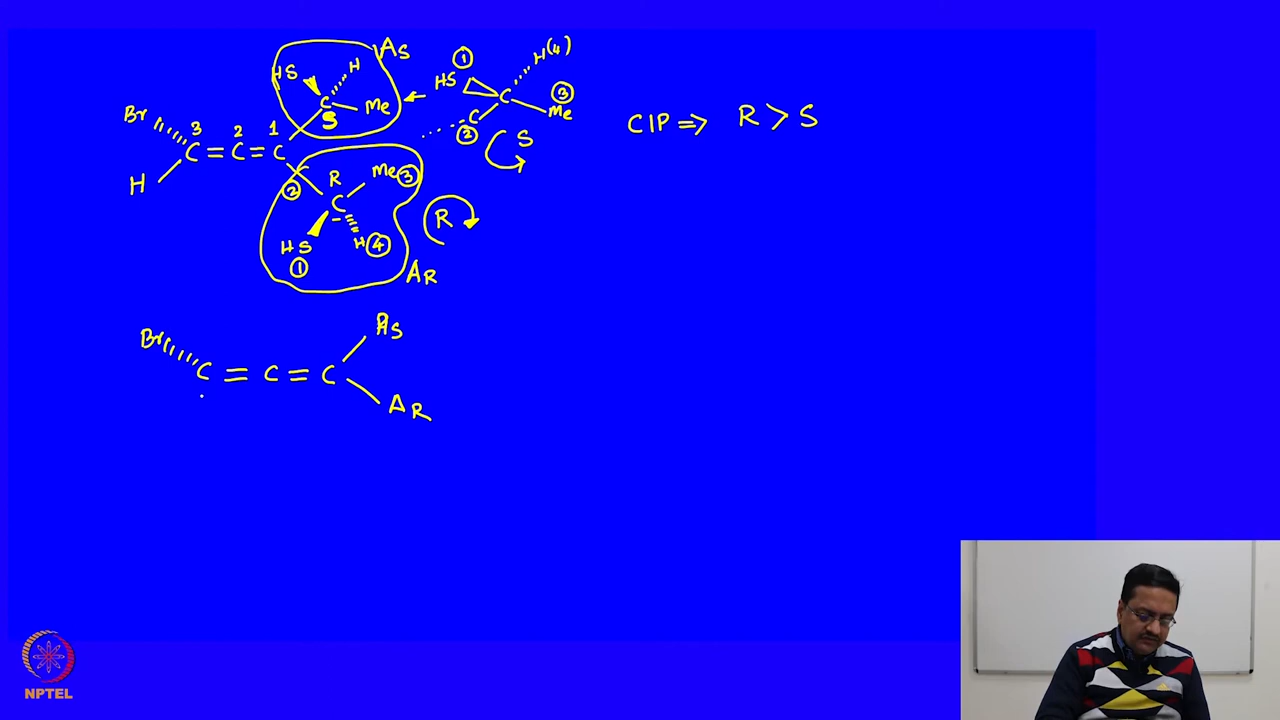 AS
HS H
C Me
S
① HS H(4)
C Me ③
C ②
S
CIP ⇒ R > S
Br 3 2 1
C = C = C
H
② R Me ③
C
HS H ④
①
R
AR
Br AS
C = C = C
AR
NPTEL